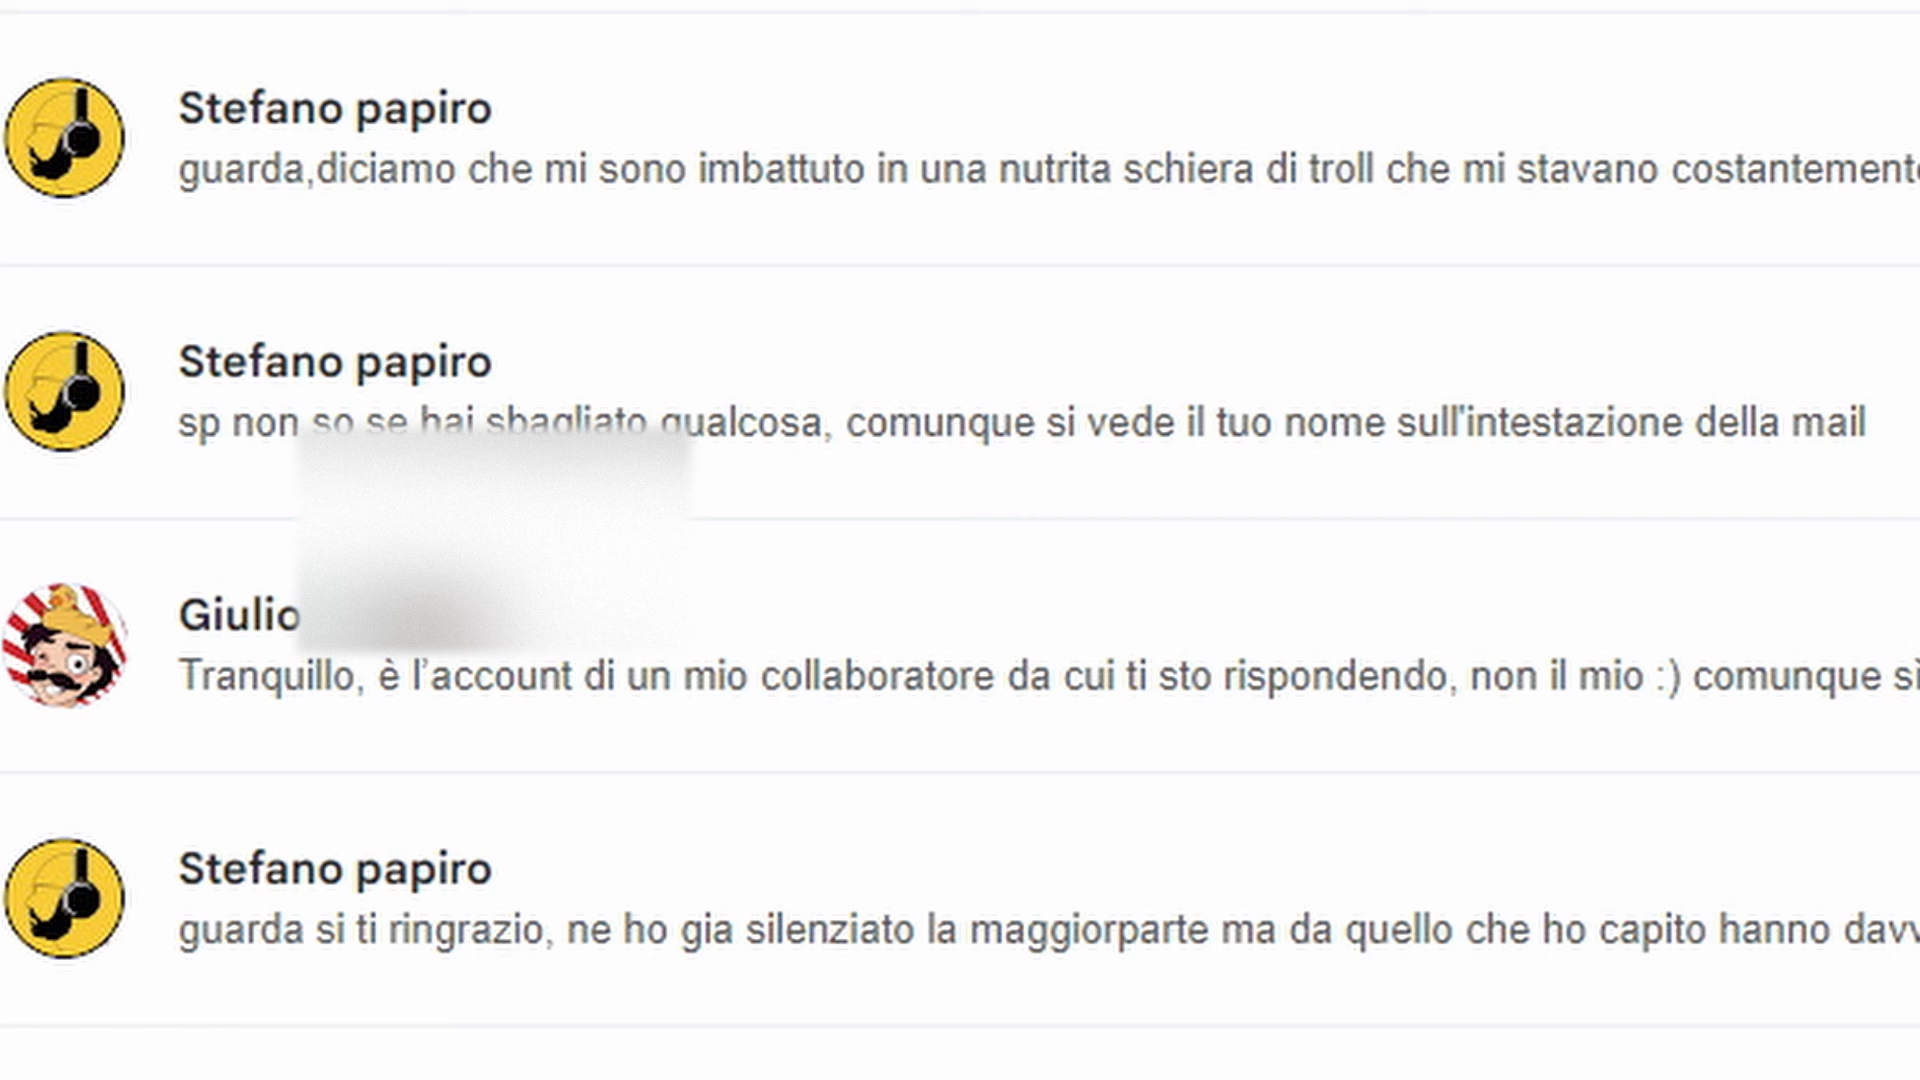 Stefano papiro
guarda,diciamo che mi sono imbattuto in una nutrita schiera di troll che mi stavano costantemente
Stefano papiro
sp non so se hai sbagliato qualcosa, comunque si vede il tuo nome sull'intestazione della mail
Giulio
Tranquillo, è l'account di un mio collaboratore da cui ti sto rispondendo, non il mio :) comunque sì
Stefano papiro
guarda si ti ringrazio, ne ho gia silenziato la maggiorparte ma da quello che ho capito hanno